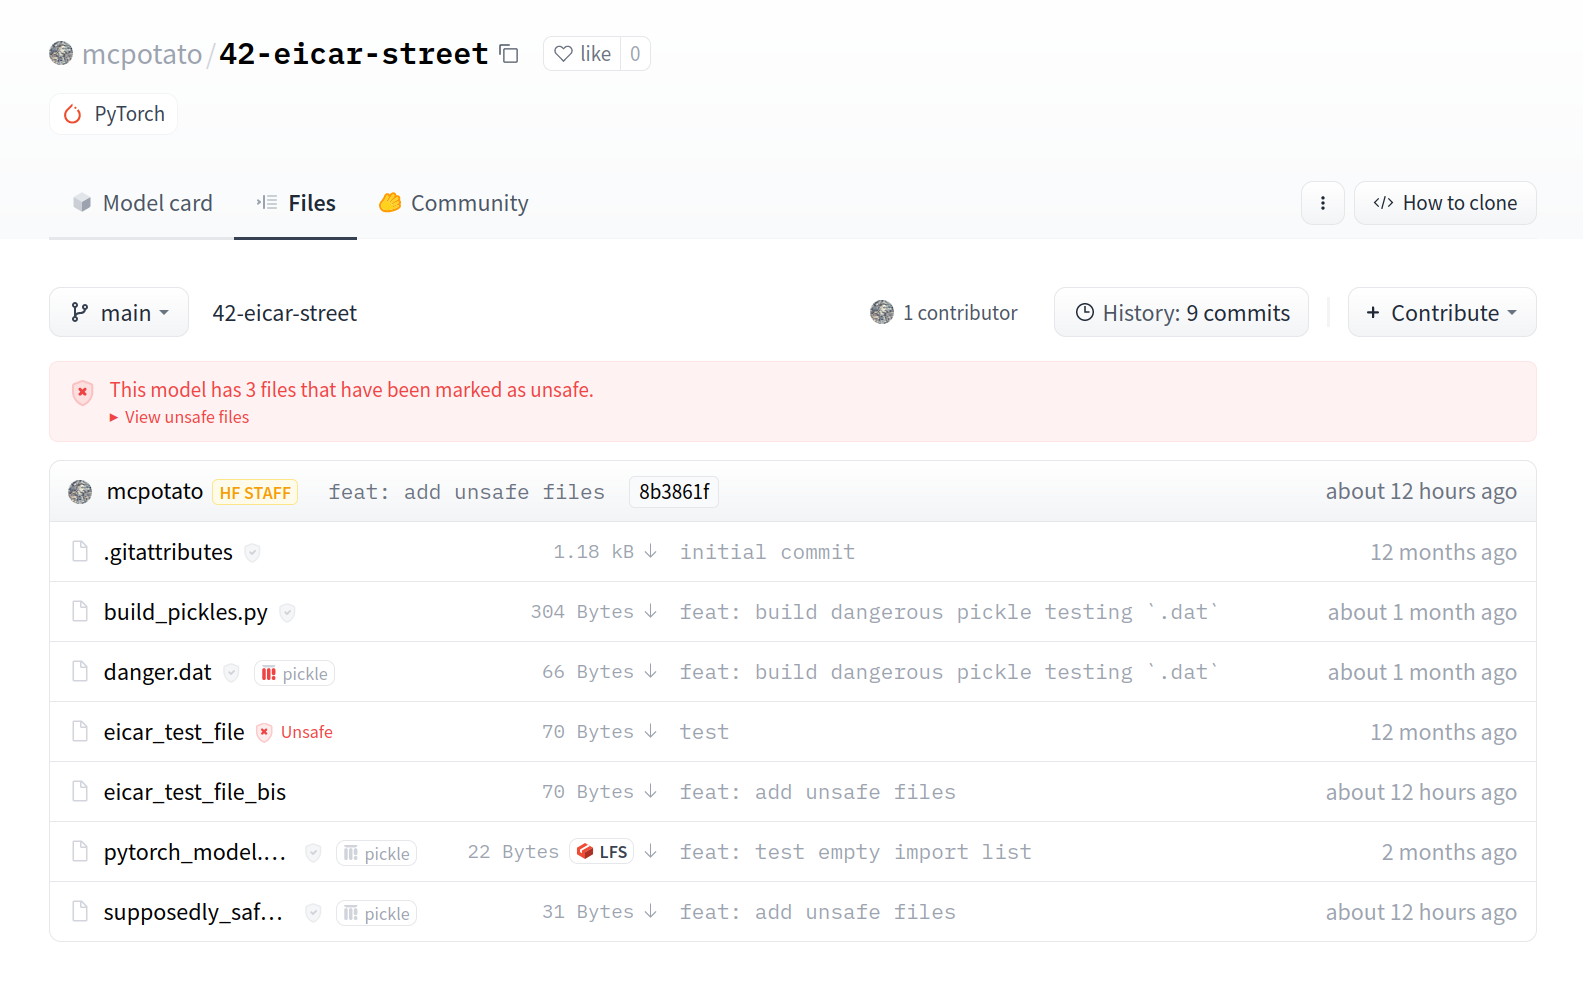 mcpotato/42-eicar-street like 0
PyTorch
Model card Files Community How to clone
main 42-eicar-street 1 contributor History: 9 commits + Contribute
This model has 3 files that have been marked as unsafe.
View unsafe files
mcpotato HF STAFF feat: add unsafe files 8b3861f about 12 hours ago
.gitattributes 1.18 kB initial commit 12 months ago
build_pickles.py 304 Bytes feat: build dangerous pickle testing `.dat` about 1 month ago
danger.dat pickle 66 Bytes feat: build dangerous pickle testing `.dat` about 1 month ago
eicar_test_file Unsafe 70 Bytes test 12 months ago
eicar_test_file_bis 70 Bytes feat: add unsafe files about 12 hours ago
pytorch_model.... pickle 22 Bytes LFS feat: test empty import list 2 months ago
supposedly_saf... pickle 31 Bytes feat: add unsafe files about 12 hours ago